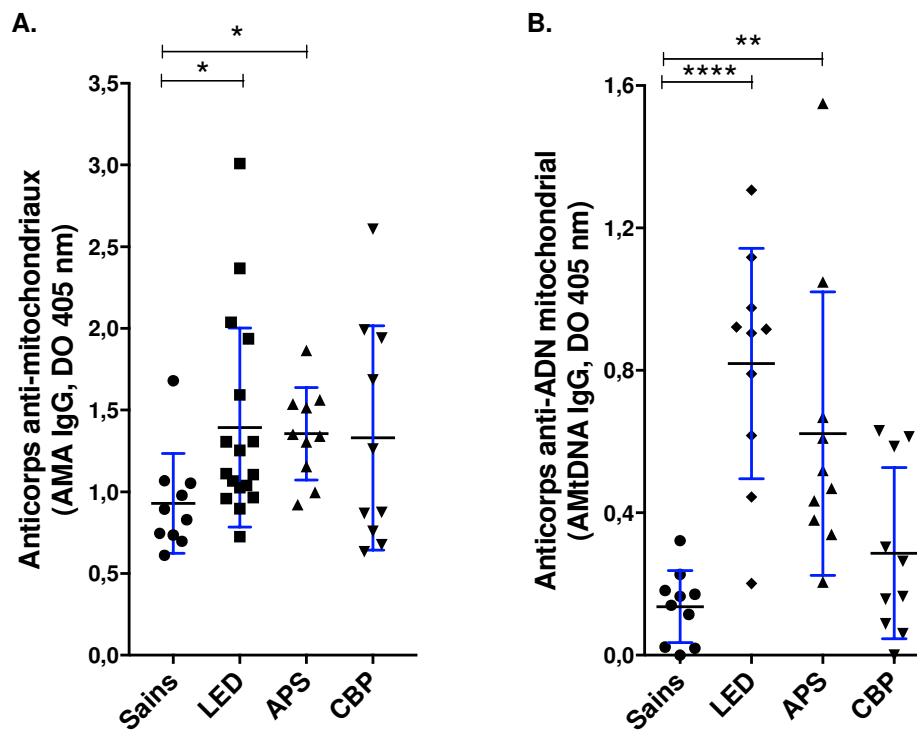 A.
*
*
Anticorps anti-mitochondriaux
(AMA IgG, DO 405 nm)
3,5
3,0
2,5
2,0
1,5
1,0
0,5
0,0
Sains
LED
APS
CBP
B.
**
****
Anticorps anti-ADN mitochondrial
(AMtDNA IgG, DO 405 nm)
1,6
1,2
0,8
0,4
0,0
Sains
LED
APS
CBP